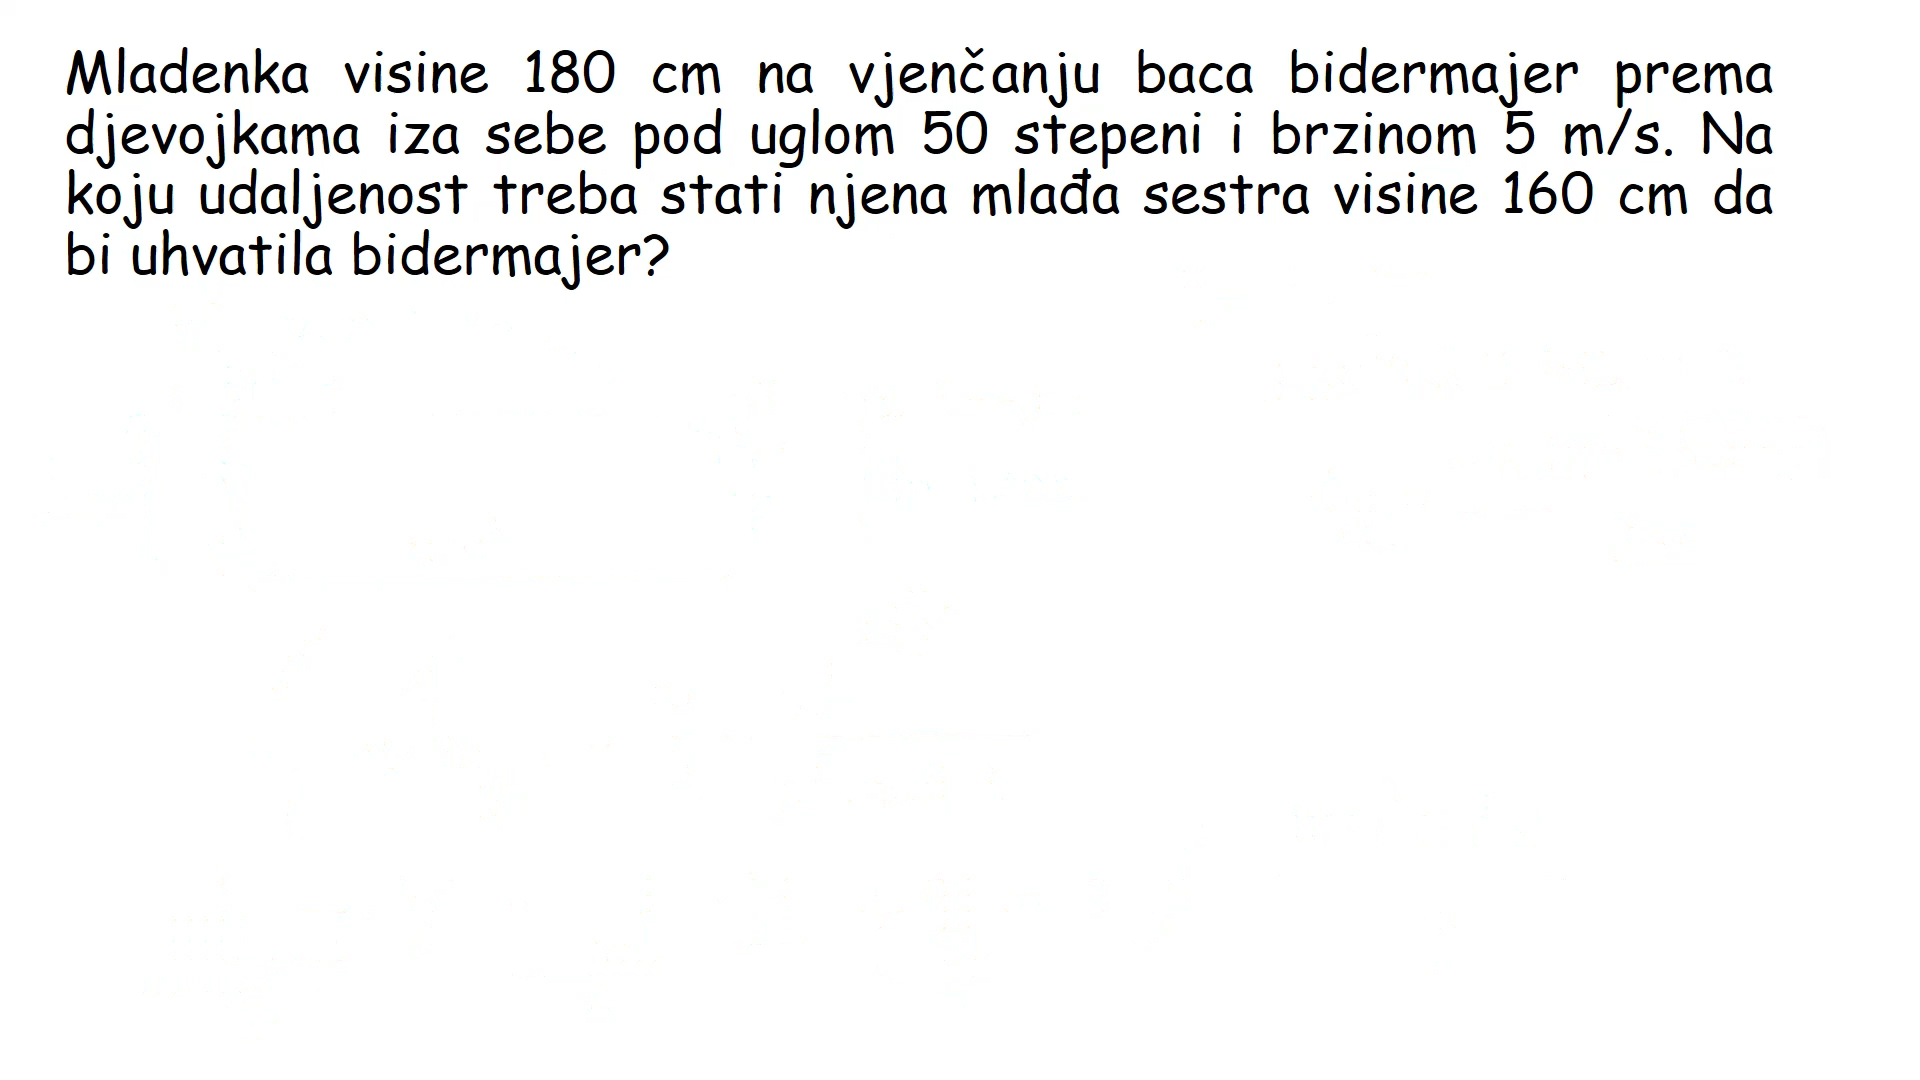 Mladenka visine 180 cm na vjenčanju baca bidermajer prema
djevojkama iza sebe pod uglom 50 stepeni i brzinom 5 m/s. Na
koju udaljenost treba stati njena mlađa sestra visine 160 cm da
bi uhvatila bidermajer?